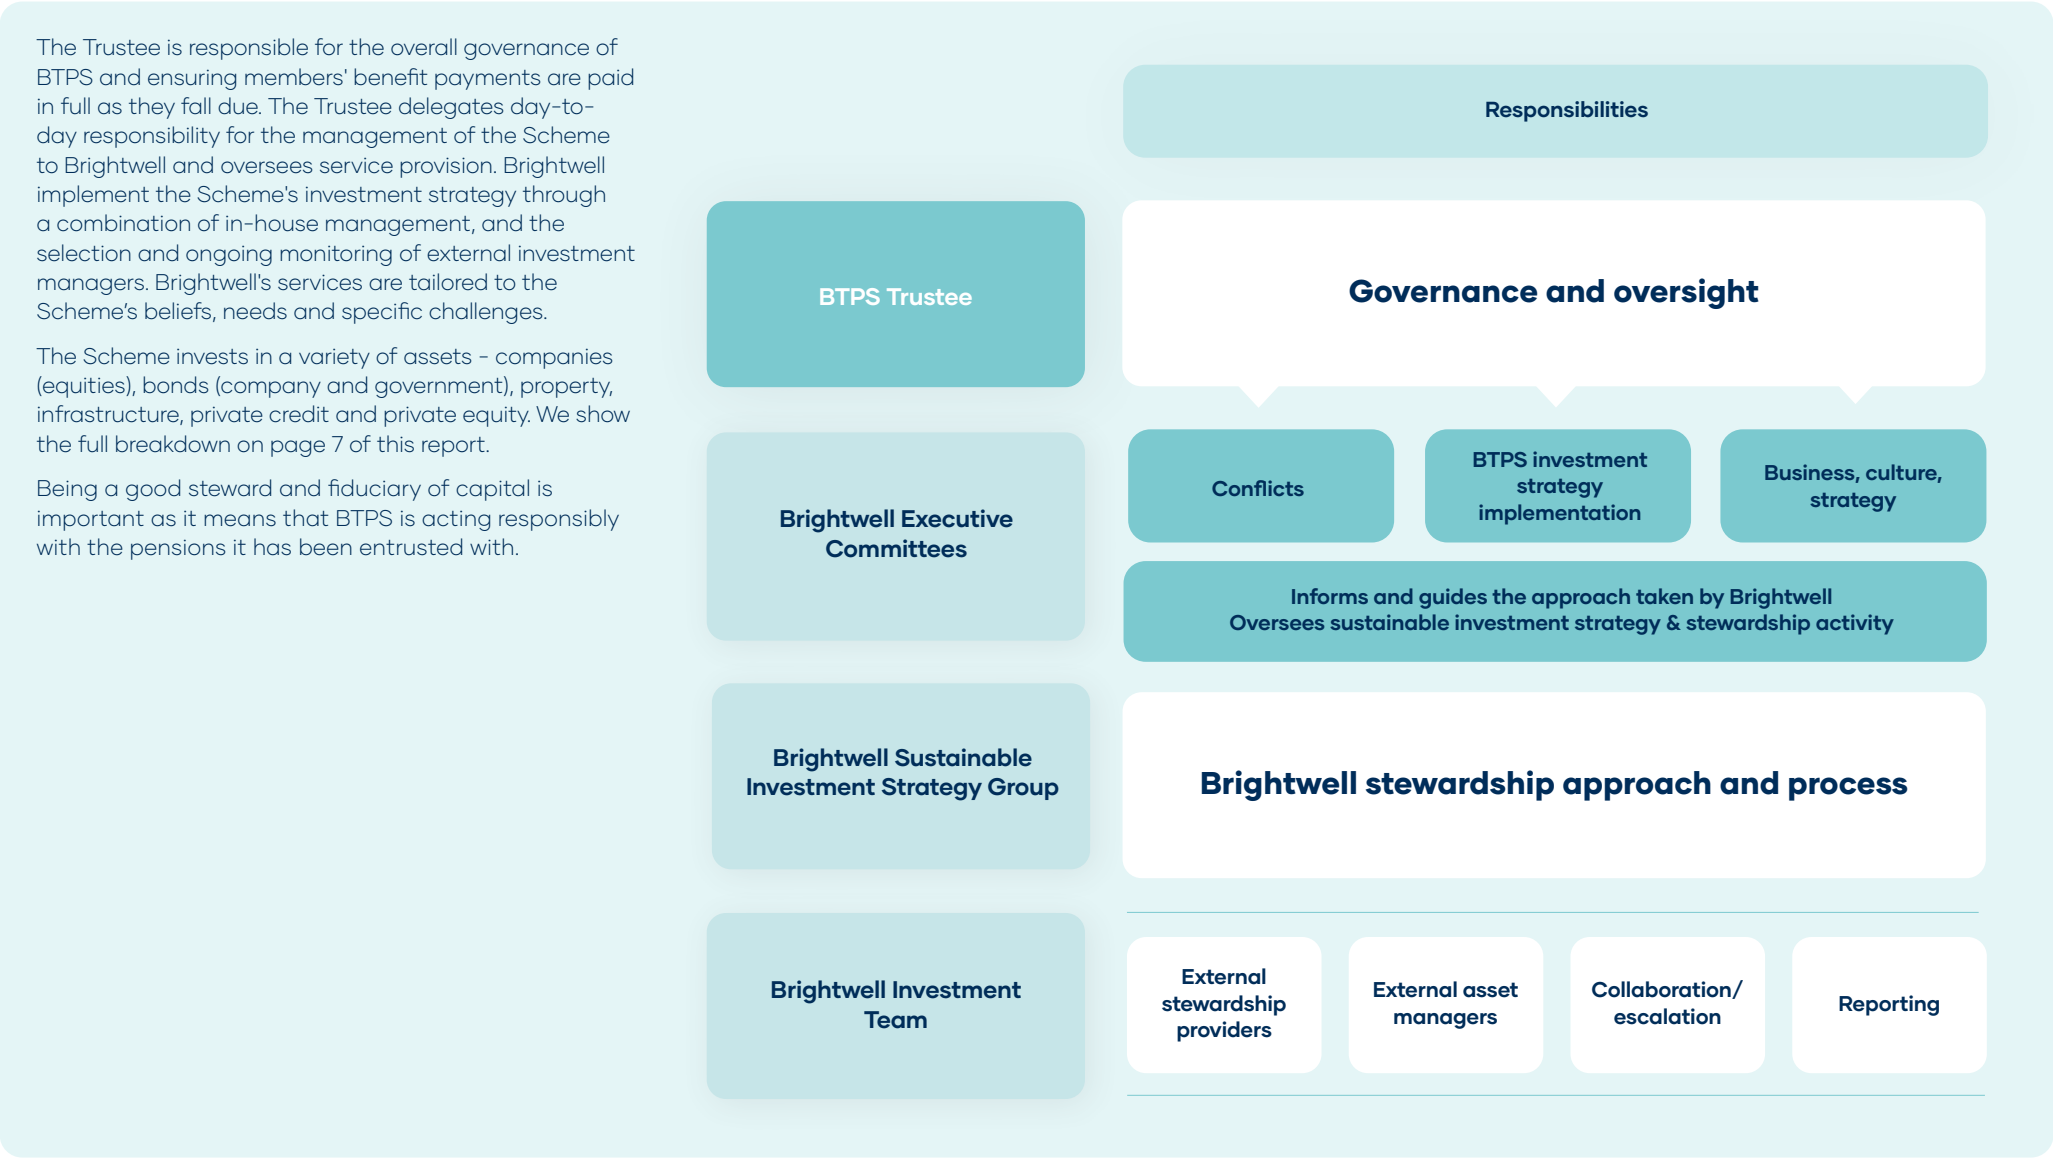 The Trustee is responsible for the overall governance of
BTPS and ensuring members' benefit payments are paid
in full as they fall due. The Trustee delegates day-to-
day responsibility for the management of the Scheme
to Brightwell and oversees service provision. Brightwell
implement the Scheme's investment strategy through
a combination of in-house management, and the
selection and ongoing monitoring of external investment
managers. Brightwell's services are tailored to the
Scheme’s beliefs, needs and specific challenges.
The Scheme invests in a variety of assets - companies
(equities), bonds (company and government), property,
infrastructure, private credit and private equity. We show
the full breakdown on page 7 of this report.
Being a good steward and fiduciary of capital is
important as it means that BTPS is acting responsibly
with the pensions it has been entrusted with.
Responsibilities
BTPS Trustee
Governance and oversight
Brightwell Executive
Committees
Conflicts
BTPS investment
strategy
implementation
Business, culture,
strategy
Informs and guides the approach taken by Brightwell
Oversees sustainable investment strategy & stewardship activity
Brightwell Sustainable
Investment Strategy Group
Brightwell stewardship approach and process
Brightwell Investment
Team
External
stewardship
providers
External asset
managers
Collaboration/
escalation
Reporting